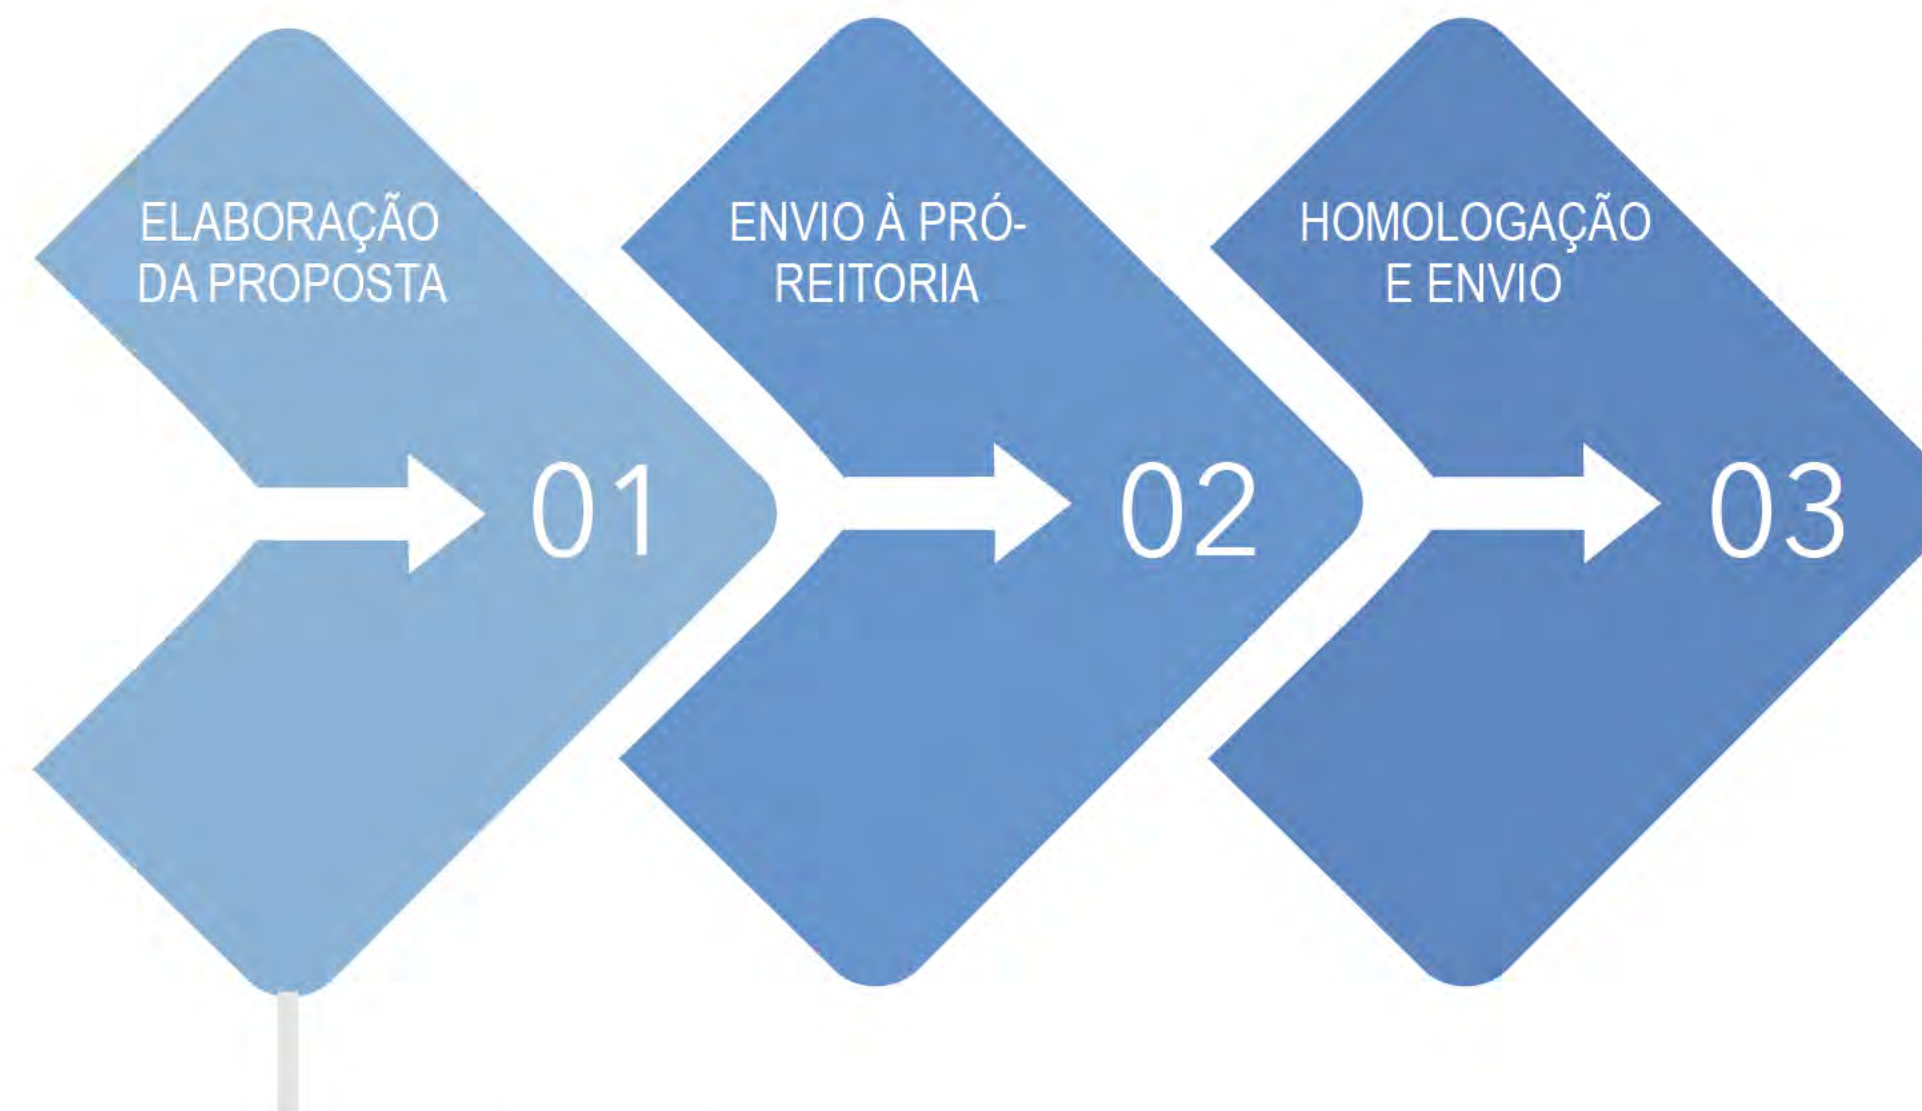 ELABORAÇÃO
DA PROPOSTA
01
ENVIO À PRÓ-
REITORIA
02
HOMOLOGAÇÃO
E ENVIO
03